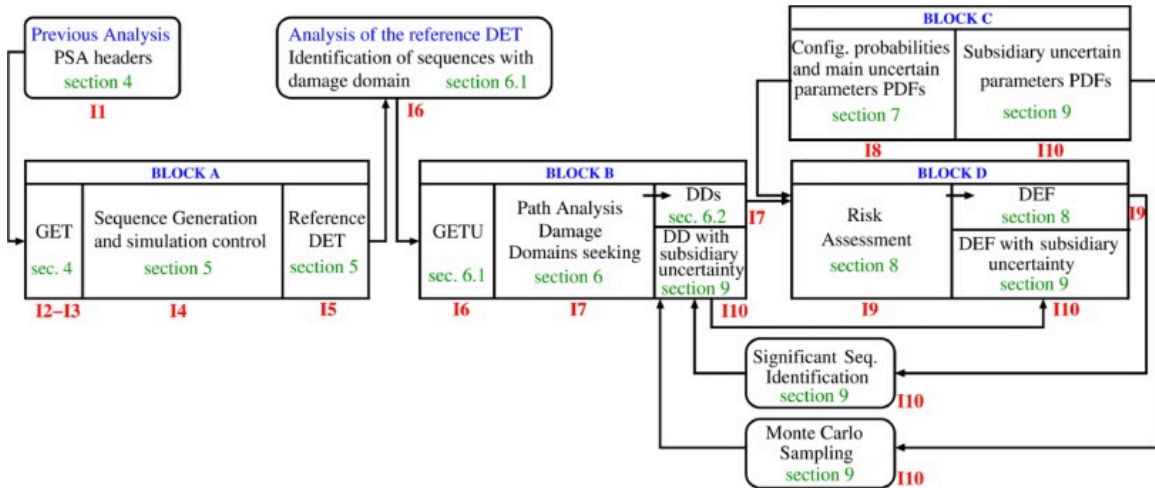 Previous Analysis
PSA headers
section 4
I1
Analysis of the reference DET
Identification of sequences with
damage domain section 6.1
I6
BLOCK C
Config. probabilities
and main uncertain
parameters PDFs
section 7
I8
Subsidiary uncertain
parameters PDFs
section 9
I10
BLOCK A
GET
sec. 4
I2–I3
Sequence Generation
and simulation control
section 5
I4
Reference
DET
section 5
I5
BLOCK B
GETU
sec. 6.1
I6
Path Analysis
Damage
Domains seeking
section 6
I7
DDs
sec. 6.2
I7
DD with
subsidiary
uncertainty
section 9
I10
BLOCK D
Risk
Assessment
section 8
I9
DEF
section 8
I9
DEF with subsidiary
uncertainty
section 9
I10
Significant Seq.
Identification
section 9
I10
Monte Carlo
Sampling
section 9
I10